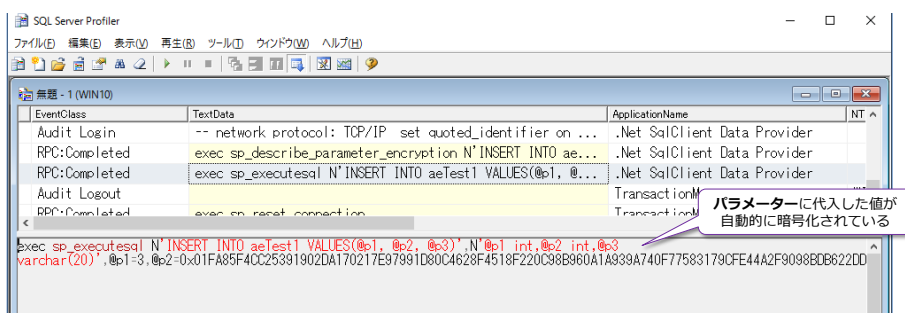 SQL Server Profiler
ファイル(F) 編集(E) 表示(V) 再生(R) ツール(T) ウィンドウ(W) ヘルプ(H)
無題 - 1 (WIN10)
EventClass TextData ApplicationName NT
Audit Login -- network protocol: TCP/IP set quoted_identifier on ... .Net SqlClient Data Provider
RPC:Completed exec sp_describe_parameter_encryption N'INSERT INTO ae... .Net SqlClient Data Provider
RPC:Completed exec sp_executesql N'INSERT INTO aeTest1 VALUES(@p1, @... .Net SqlClient Data Provider
Audit Logout TransactionM
RPC:Completed exec sp_reset_connection TransactionM
パラメーターに代入した値が
自動的に暗号化されている
exec sp_executesql N'INSERT INTO aeTest1 VALUES(@p1, @p2, @p3)',N'@p1 int,@p2 int,@p3
varchar(20)',@p1=3,@p2=0x01FA85F4CC25391902DA170217E97991D80C4628F4518F220C98B960A1A939A740F77583179CFE44A2F9098BDB622DD